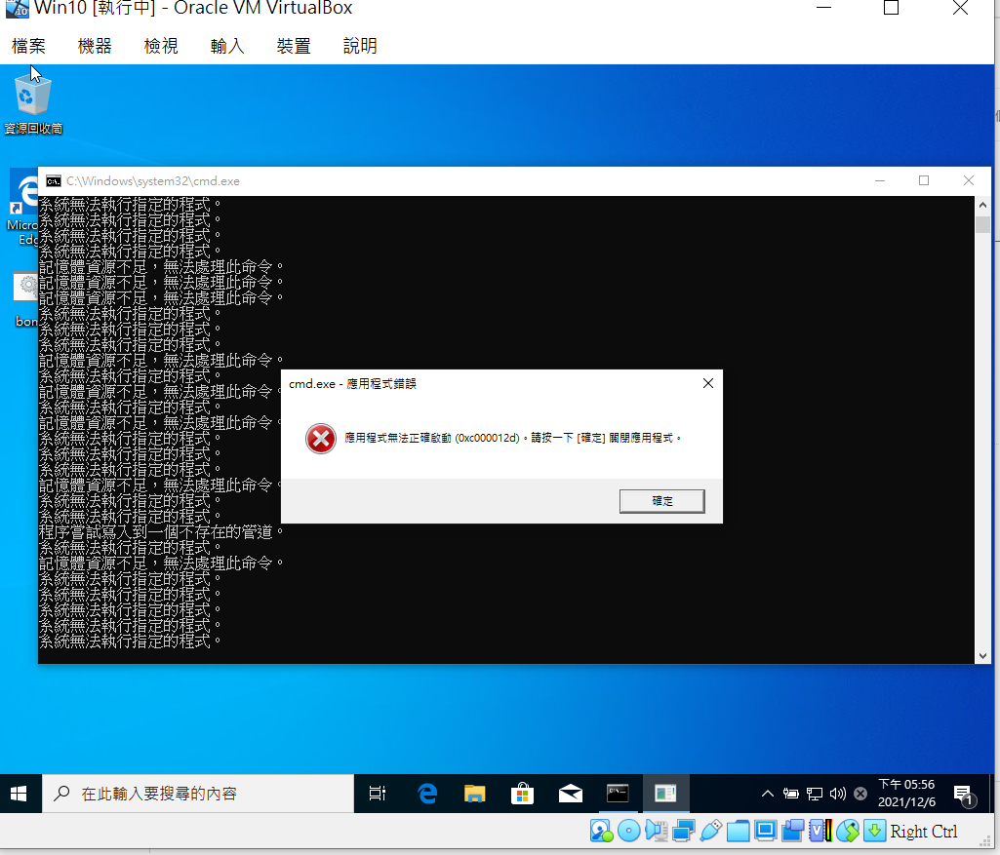 Win10 [執行中] - Oracle VM VirtualBox
檔案 機器 檢視 輸入 裝置 說明
資源回收筒
Micro
Edg
bon
C:\Windows\system32\cmd.exe
系統無法執行指定的程式。
系統無法執行指定的程式。
系統無法執行指定的程式。
系統無法執行指定的程式。
記憶體資源不足，無法處理此命令。
記憶體資源不足，無法處理此命令。
記憶體資源不足，無法處理此命令。
系統無法執行指定的程式。
系統無法執行指定的程式。
系統無法執行指定的程式。
記憶體資源不足，無法處理此命令。
系統無法執行指定的程式。
記憶體資源不足，無法處理此命令。
系統無法執行指定的程式。
記憶體資源不足，無法處理此命令。
系統無法執行指定的程式。
系統無法執行指定的程式。
系統無法執行指定的程式。
記憶體資源不足，無法處理此命令。
系統無法執行指定的程式。
系統無法執行指定的程式。
程序嘗試寫入到一個不存在的管道。
系統無法執行指定的程式。
記憶體資源不足，無法處理此命令。
系統無法執行指定的程式。
系統無法執行指定的程式。
系統無法執行指定的程式。
系統無法執行指定的程式。
系統無法執行指定的程式。
cmd.exe - 應用程式錯誤
應用程式無法正確啟動 (0xc000012d)。請按一下 [確定] 關閉應用程式。
確定
在此輸入要搜尋的內容
下午 05:56
2021/12/6
1
Right Ctrl